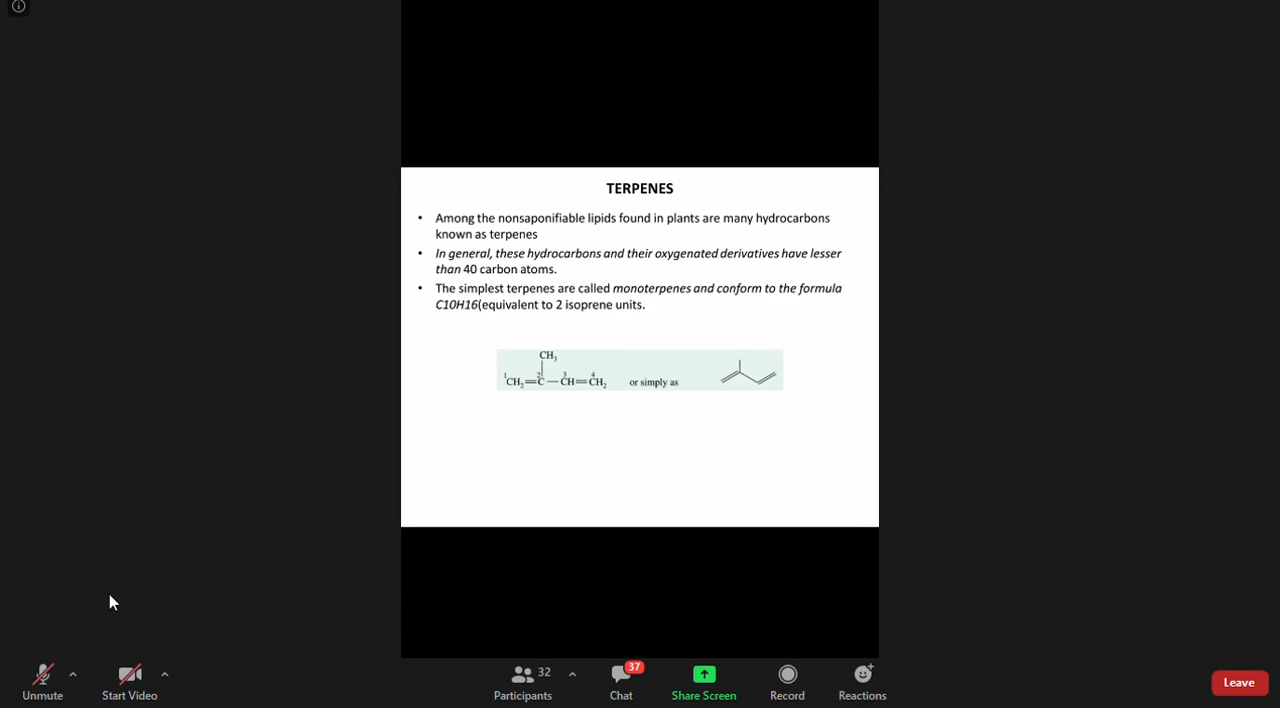 TERPENES
• Among the nonsaponifiable lipids found in plants are many hydrocarbons
known as terpenes
• In general, these hydrocarbons and their oxygenated derivatives have lesser
than 40 carbon atoms.
• The simplest terpenes are called monoterpenes and conform to the formula
C10H16(equivalent to 2 isoprene units.
CH3
1CH2=2C—3CH=4CH2 or simply as
32
37
Unmute
Start Video
Participants
Chat
Share Screen
Record
Reactions
Leave